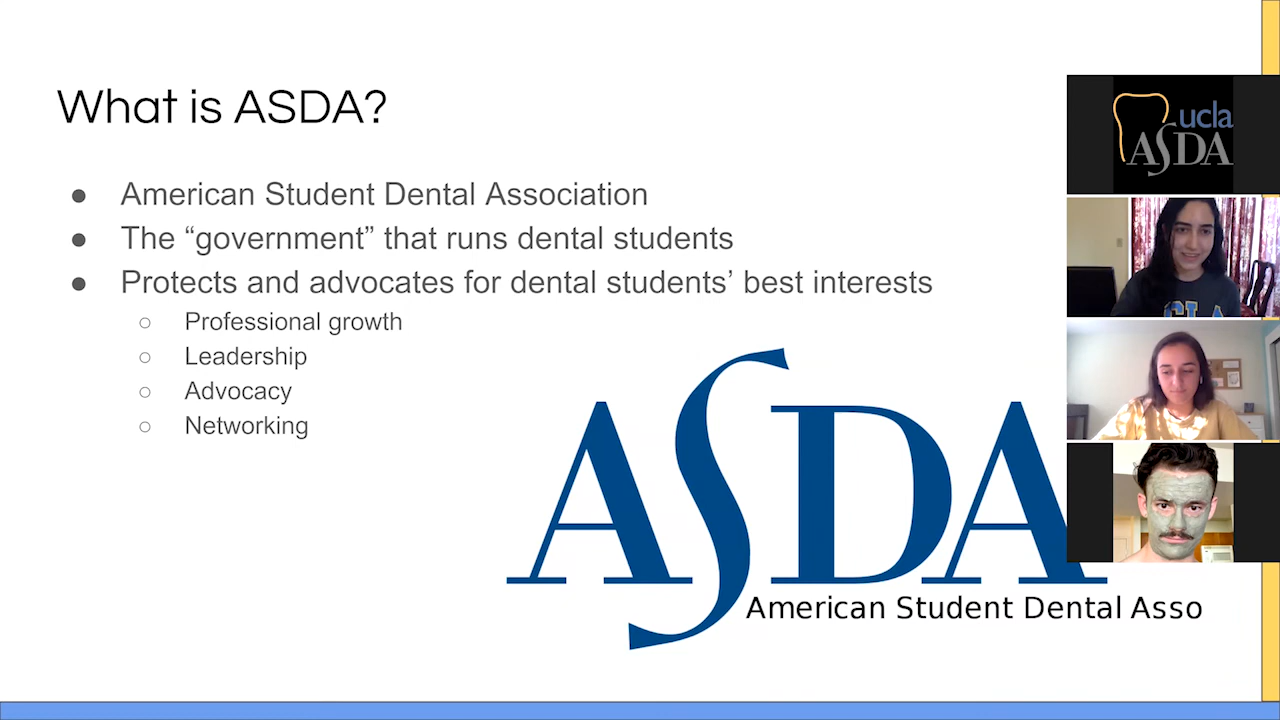 What is ASDA?
● American Student Dental Association
● The “government” that runs dental students
● Protects and advocates for dental students’ best interests
○ Professional growth
○ Leadership
○ Advocacy
○ Networking
ASDA
American Student Dental Asso
ucla
ASDA